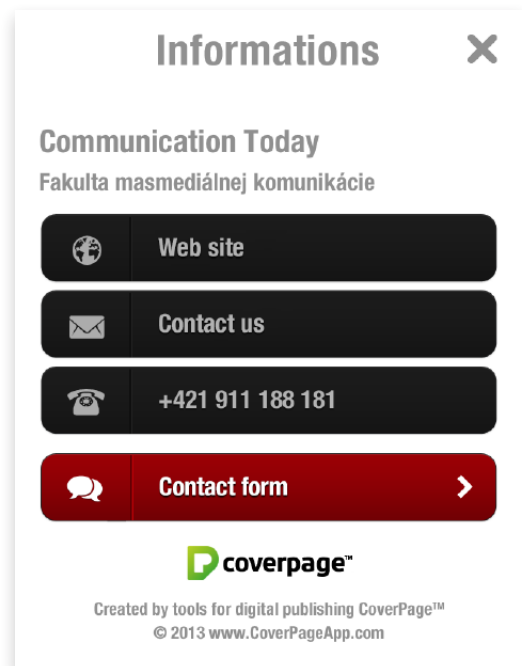 Informations
Communication Today
Fakulta masmediálnej komunikácie
Web site
Contact us
+421 911 188 181
Contact form
coverpage™
Created by tools for digital publishing CoverPage™
© 2013 www.CoverPageApp.com